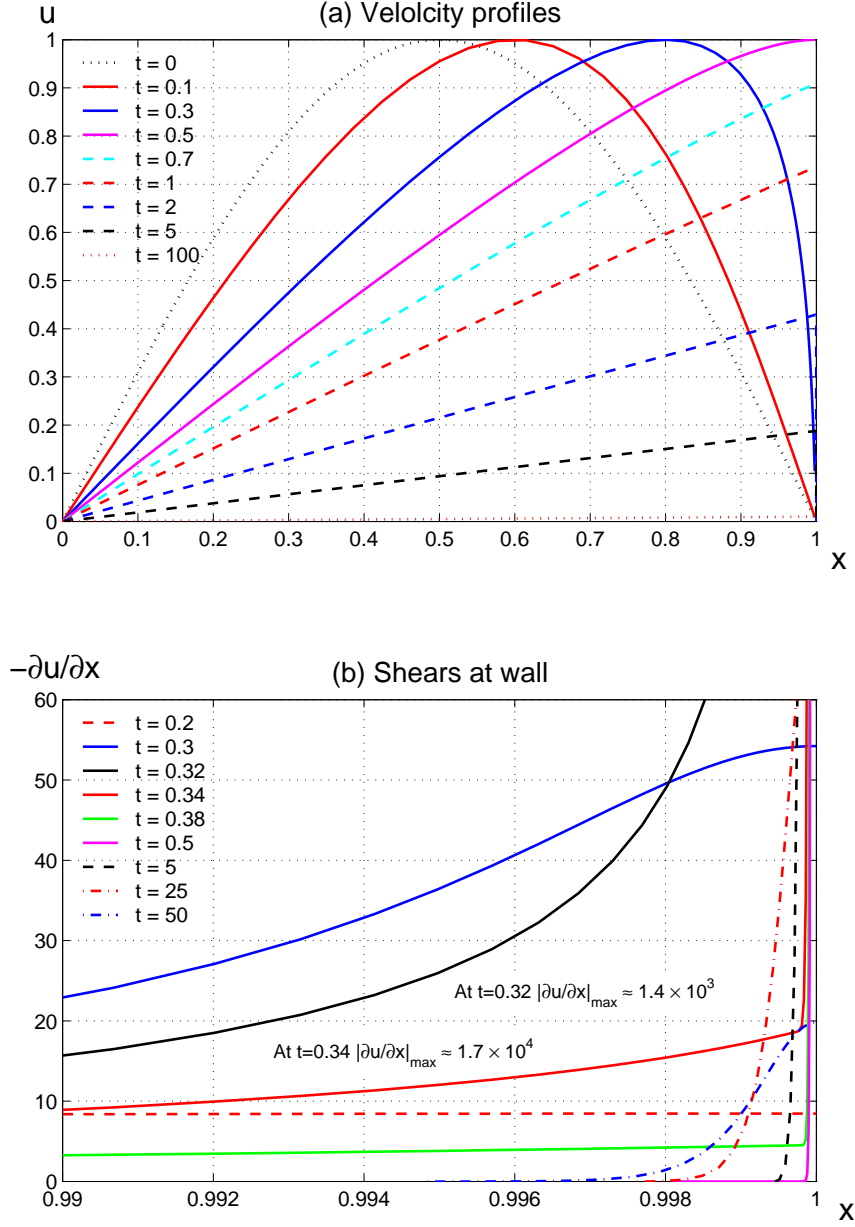 (a) Velolcity profiles
u
1
0.9
0.8
0.7
0.6
0.5
0.4
0.3
0.2
0.1
0
t = 0
t = 0.1
t = 0.3
t = 0.5
t = 0.7
t = 1
t = 2
t = 5
t = 100
0 0.1 0.2 0.3 0.4 0.5 0.6 0.7 0.8 0.9 1
x
−∂u/∂x
(b) Shears at wall
60
50
40
30
20
10
0
t = 0.2
t = 0.3
t = 0.32
t = 0.34
t = 0.38
t = 0.5
t = 5
t = 25
t = 50
At t=0.32 |∂u/∂x|max ≈ 1.4 × 10³
At t=0.34 |∂u/∂x|max ≈ 1.7 × 10⁴
0.99 0.992 0.994 0.996 0.998 1
x